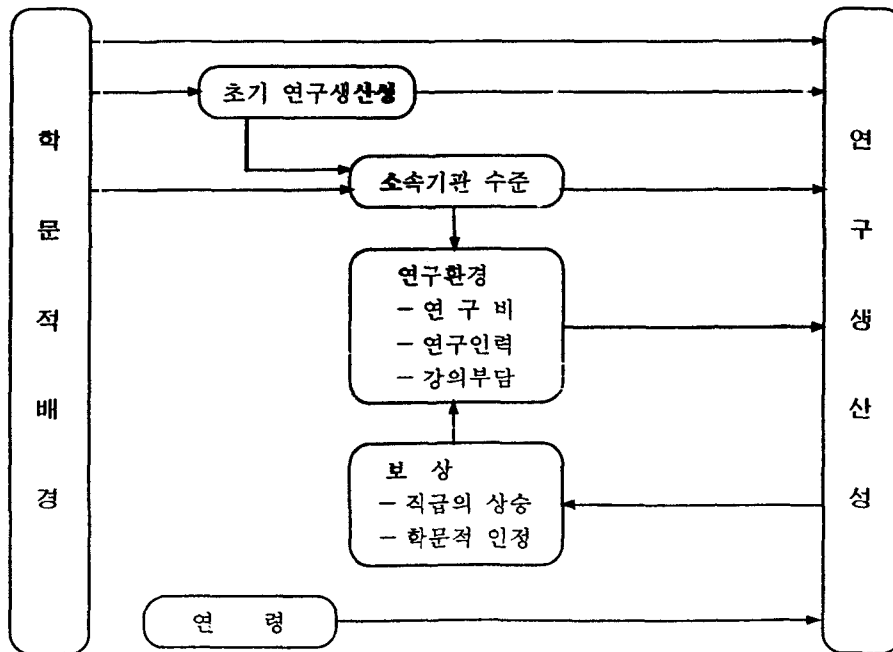 학문적배경
초기 연구생산성
소속기관 수준
연구환경
- 연 구 비
- 연구인력
- 강의부담
보 상
- 직급의 상승
- 학문적 인정
연 령
연구생산성